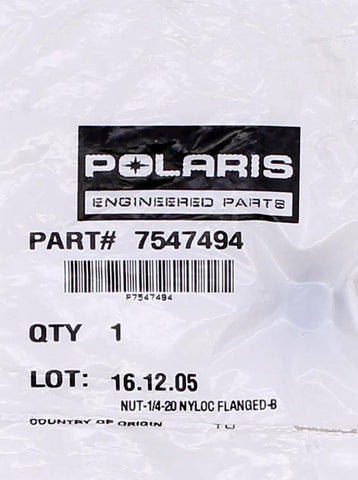 POLARIS
ENGINEERED PARTS
PART# 7547494
P7547494
QTY 1
LOT: 16.12.05
NUT-1/4-20 NYLOC FLANGED-B
COUNTRY OF ORIGIN